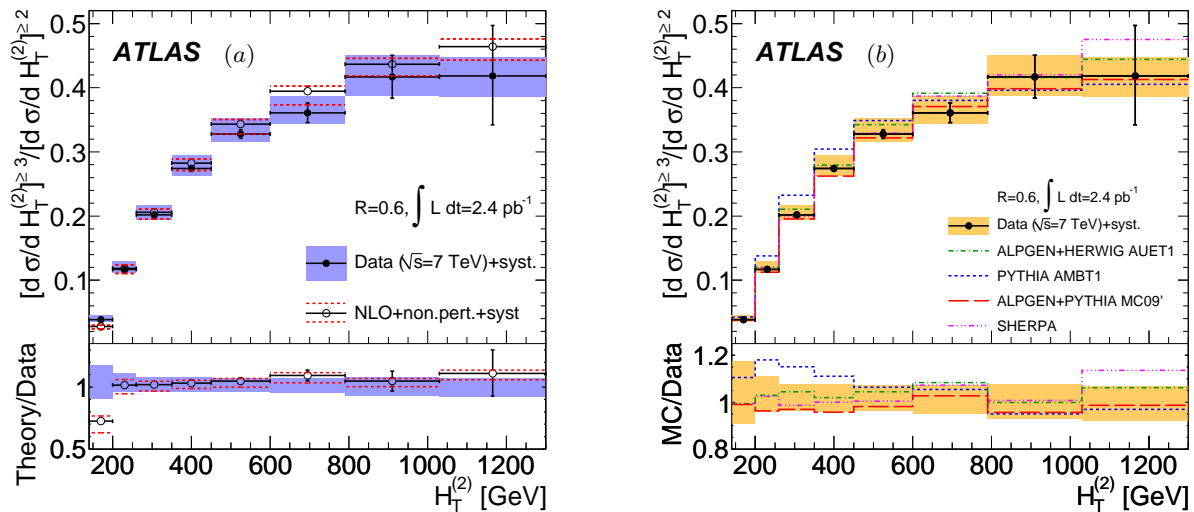 [d σ/d H_T^(2)]^≥ 3/[d σ/d H_T^(2)]^≥ 2
0.5
0.4
0.3
0.2
0.1
ATLAS (a)
R=0.6, ∫ L dt=2.4 pb^-1
Data (√s=7 TeV)+syst.
NLO+non.pert.+syst
Theory/Data
1
0.5
200 400 600 800 1000 1200
H_T^(2) [GeV]
[d σ/d H_T^(2)]^≥ 3/[d σ/d H_T^(2)]^≥ 2
0.5
0.4
0.3
0.2
0.1
ATLAS (b)
R=0.6, ∫ L dt=2.4 pb^-1
Data (√s=7 TeV)+syst.
ALPGEN+HERWIG AUET1
PYTHIA AMBT1
ALPGEN+PYTHIA MC09'
SHERPA
MC/Data
1.2
1
0.8
200 400 600 800 1000 1200
H_T^(2) [GeV]